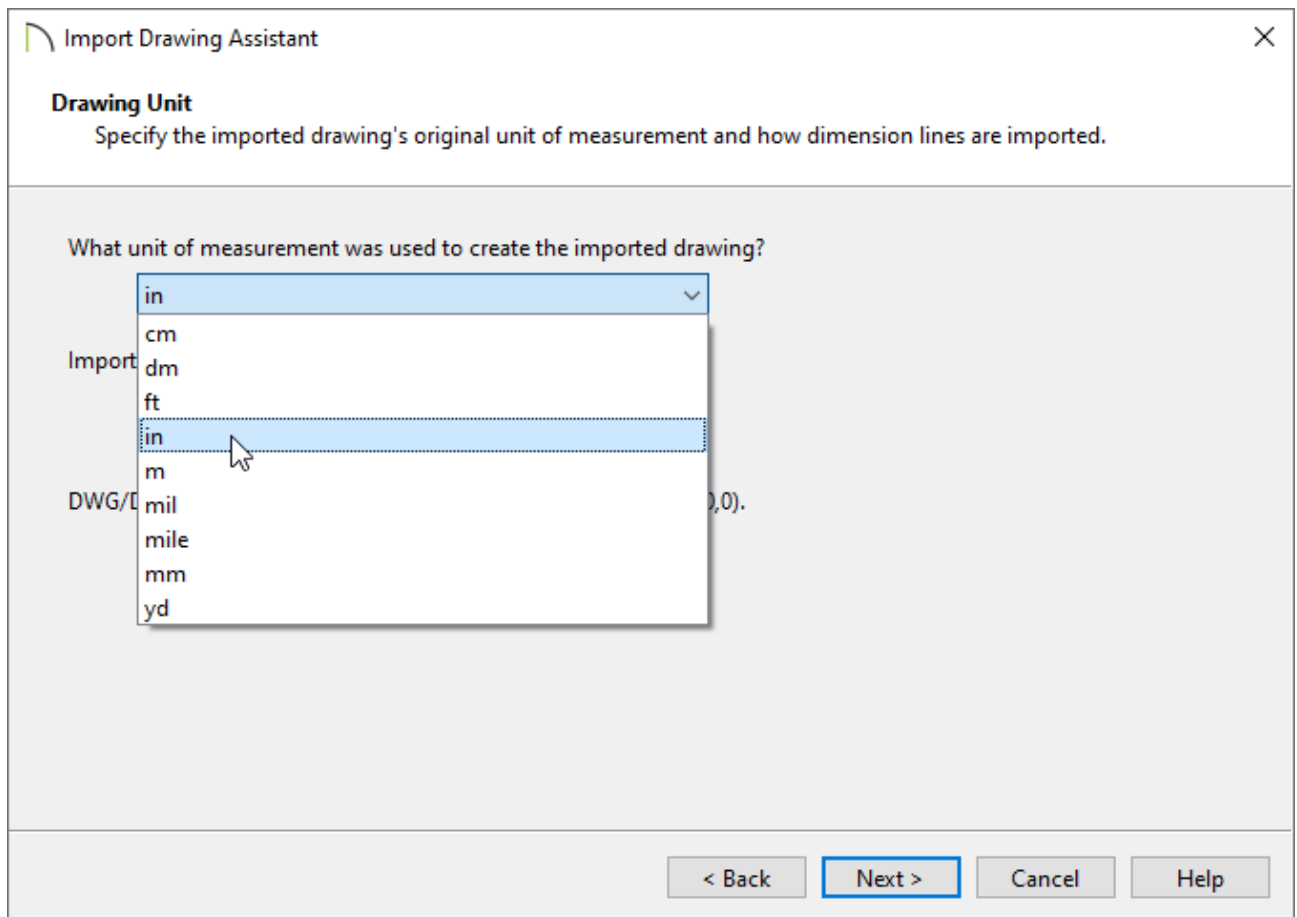 Import Drawing Assistant
Drawing Unit
Specify the imported drawing's original unit of measurement and how dimension lines are imported.
What unit of measurement was used to create the imported drawing?
in
cm
Import
dm
ft
in
m
DWG/D mil ,0).
mile
mm
yd
< Back Next > Cancel Help